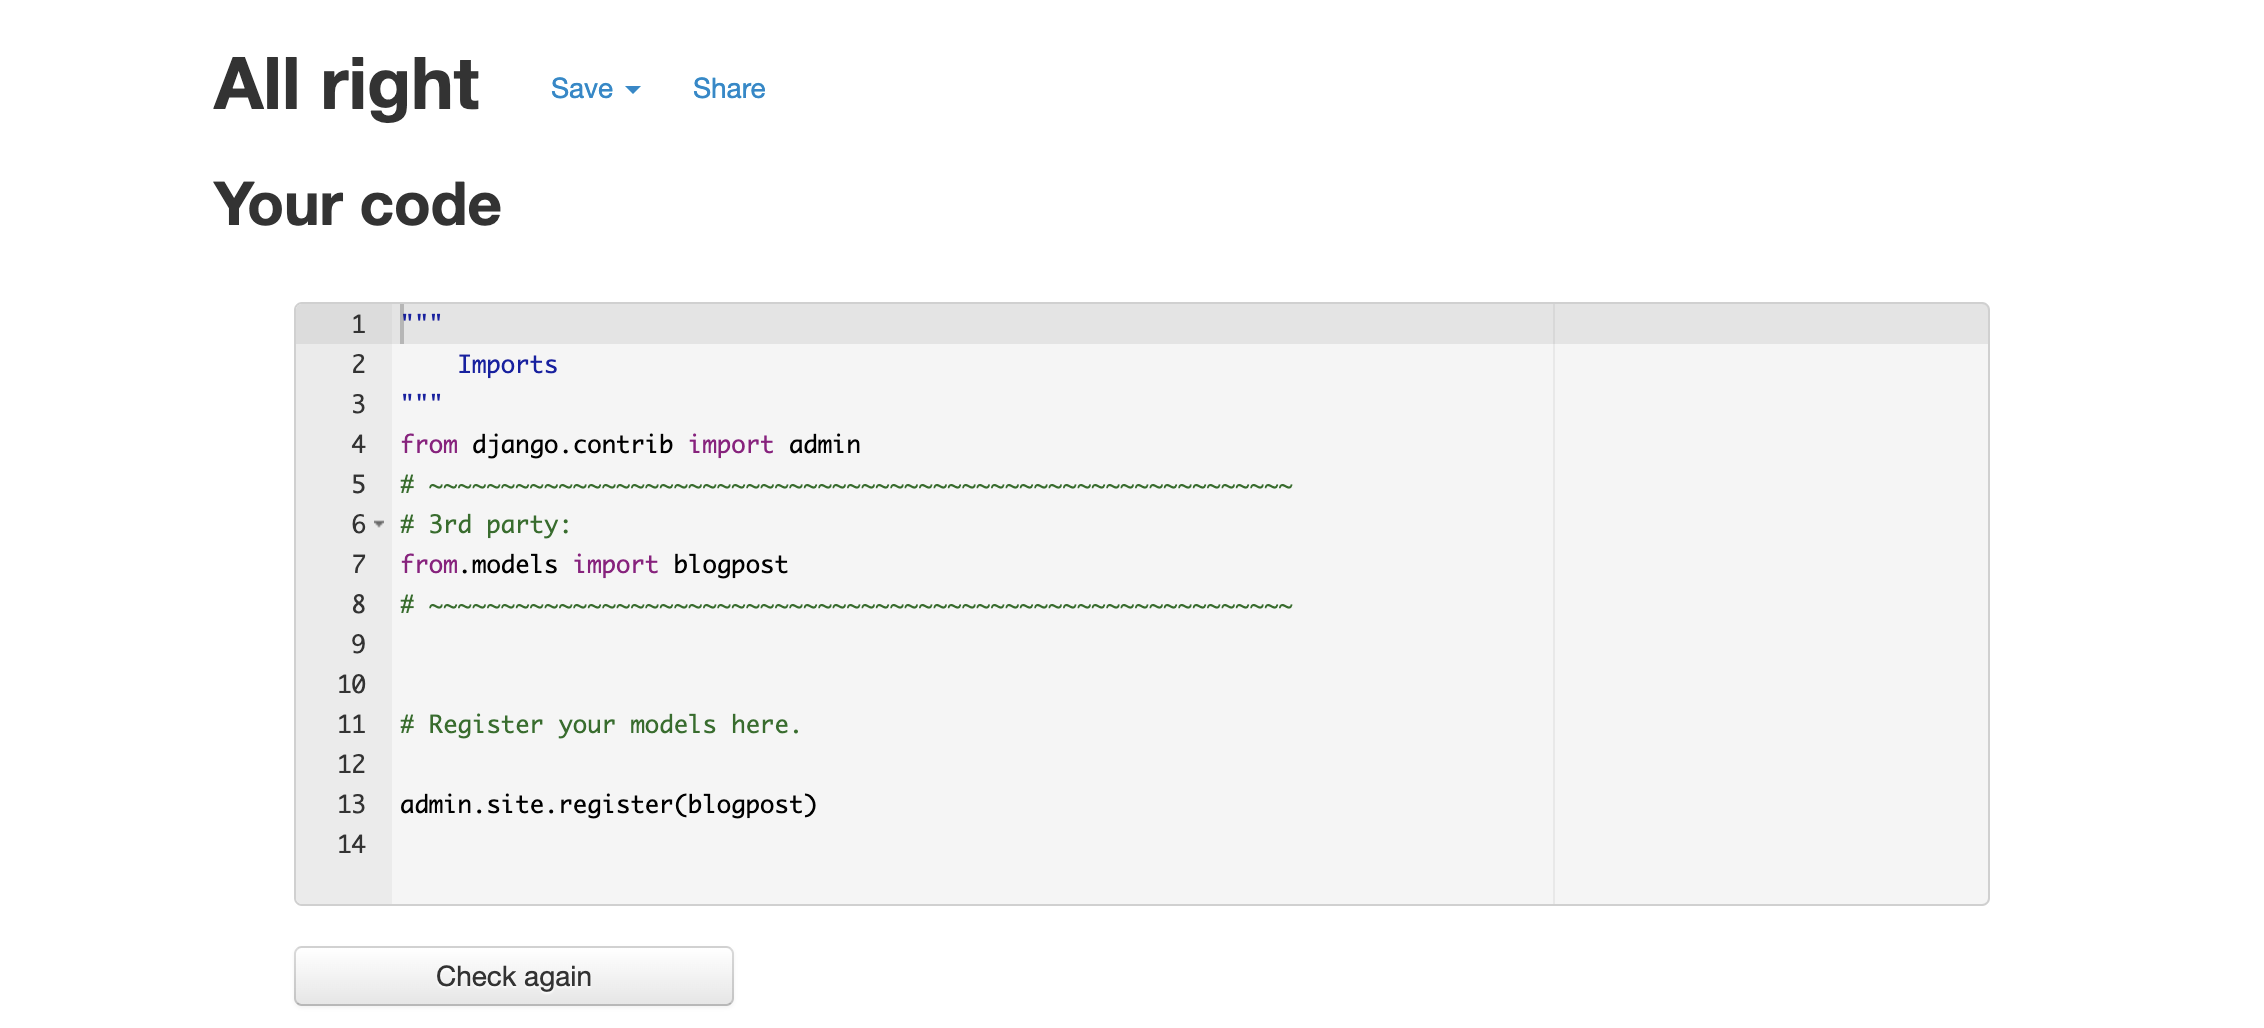 All right Save Share
Your code
1 """
2     Imports
3 """
4 from django.contrib import admin
5 # ~~~~~~~~~~~~~~~~~~~~~~~~~~~~~~~~~~~~~~~~~~~~~~~~~~~~~~~~~~~~
6 # 3rd party:
7 from.models import blogpost
8 # ~~~~~~~~~~~~~~~~~~~~~~~~~~~~~~~~~~~~~~~~~~~~~~~~~~~~~~~~~~~~
9
10
11 # Register your models here.
12
13 admin.site.register(blogpost)
14
Check again